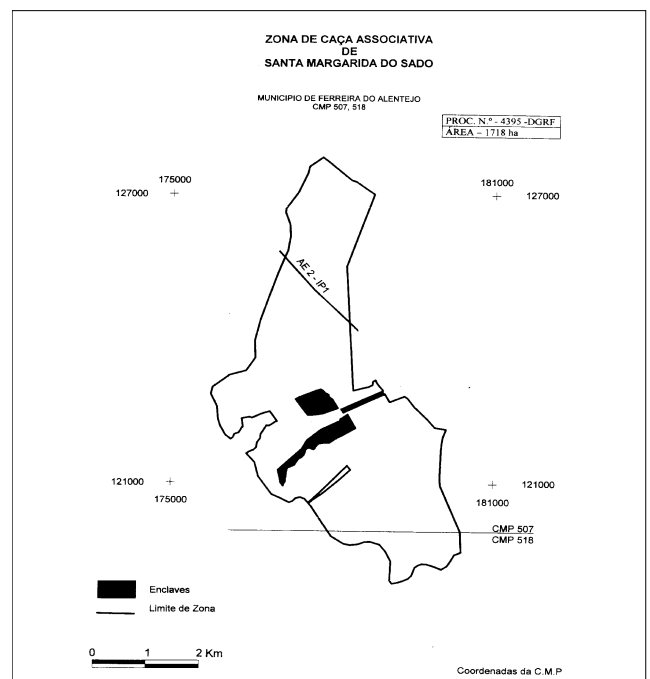 ZONA DE CAÇA ASSOCIATIVA
DE
SANTA MARGARIDA DO SADO
MUNICIPIO DE FERREIRA DO ALENTEJO
CMP 507, 518
PROC. N.º - 4395 -DGRF
ÁREA – 1718 ha
175000
127000
181000
127000
AE 2 - IP1
121000
175000
121000
181000
CMP 507
CMP 518
Enclaves
Limite de Zona
0 1 2 Km
Coordenadas da C.M.P